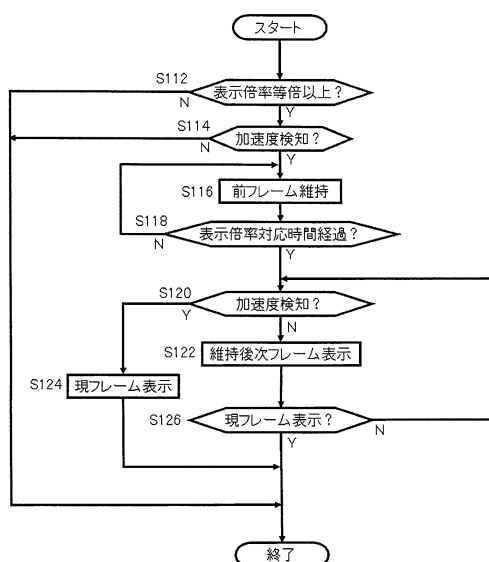 スタート
S112
表示倍率等倍以上？
N
Y
S114
加速度検知？
N
Y
S116
前フレーム維持
S118
表示倍率対応時間経過？
N
Y
S120
加速度検知？
Y
N
S122
維持後次フレーム表示
S124
現フレーム表示
S126
現フレーム表示？
N
Y
終了